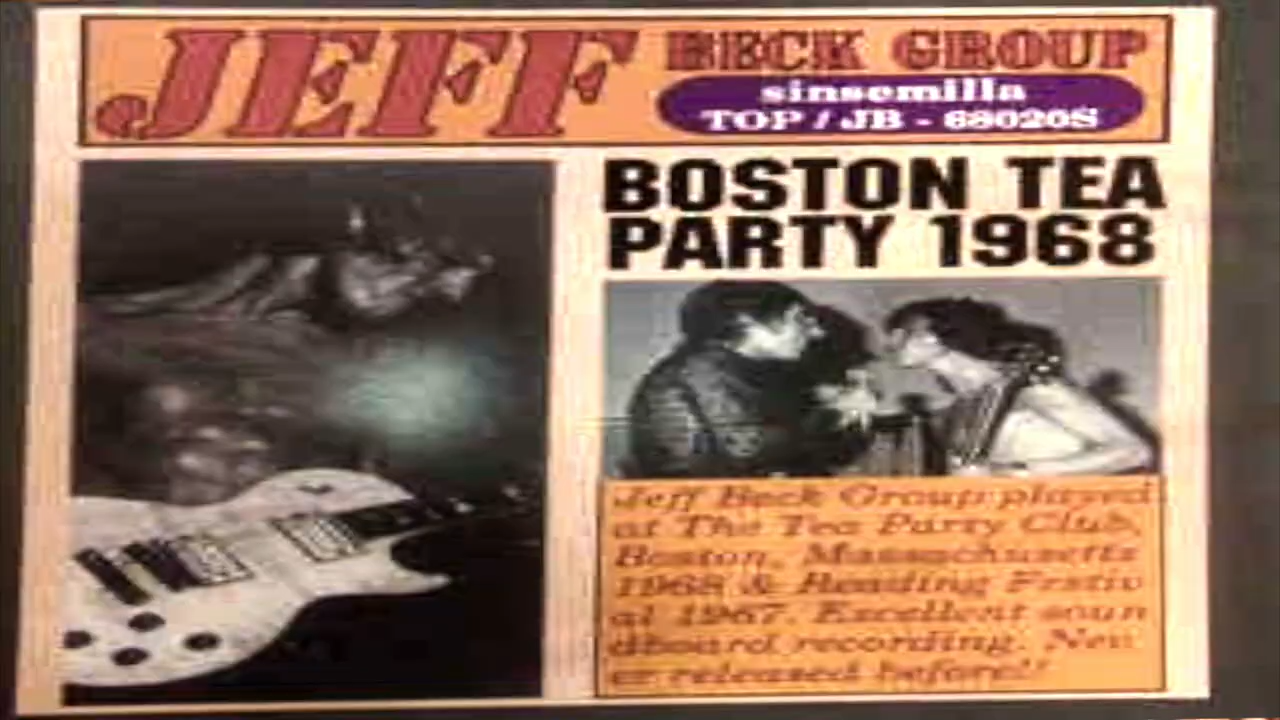 JEFF
BECK GROUP
sinsemilla
TOP / JB - 68020S
BOSTON TEA
PARTY 1968
Jeff Beck Group played
at The Tea Party Club,
Boston, Massachusetts
1968 & Reading Festiv
al 1967. Excellent soun
dboard recording. Nev
er released before!!